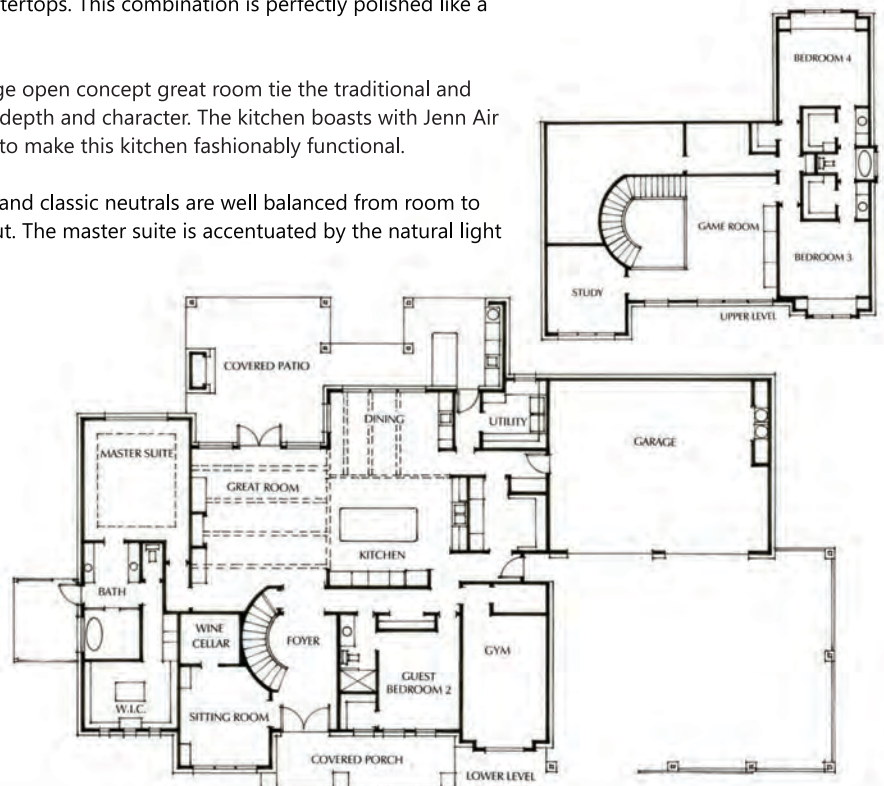 tertops. This combination is perfectly polished like a
ge open concept great room tie the traditional and
depth and character. The kitchen boasts with Jenn Air
to make this kitchen fashionably functional.
and classic neutrals are well balanced from room to
ut. The master suite is accentuated by the natural light
BEDROOM 4
GAME ROOM
BEDROOM 3
STUDY
UPPER LEVEL
COVERED PATIO
DINING
UTILITY
GARAGE
MASTER SUITE
GREAT ROOM
KITCHEN
BATH
WINE
CELLAR
FOYER
GYM
GUEST
BEDROOM 2
W.I.C.
SITTING ROOM
COVERED PORCH
LOWER LEVEL